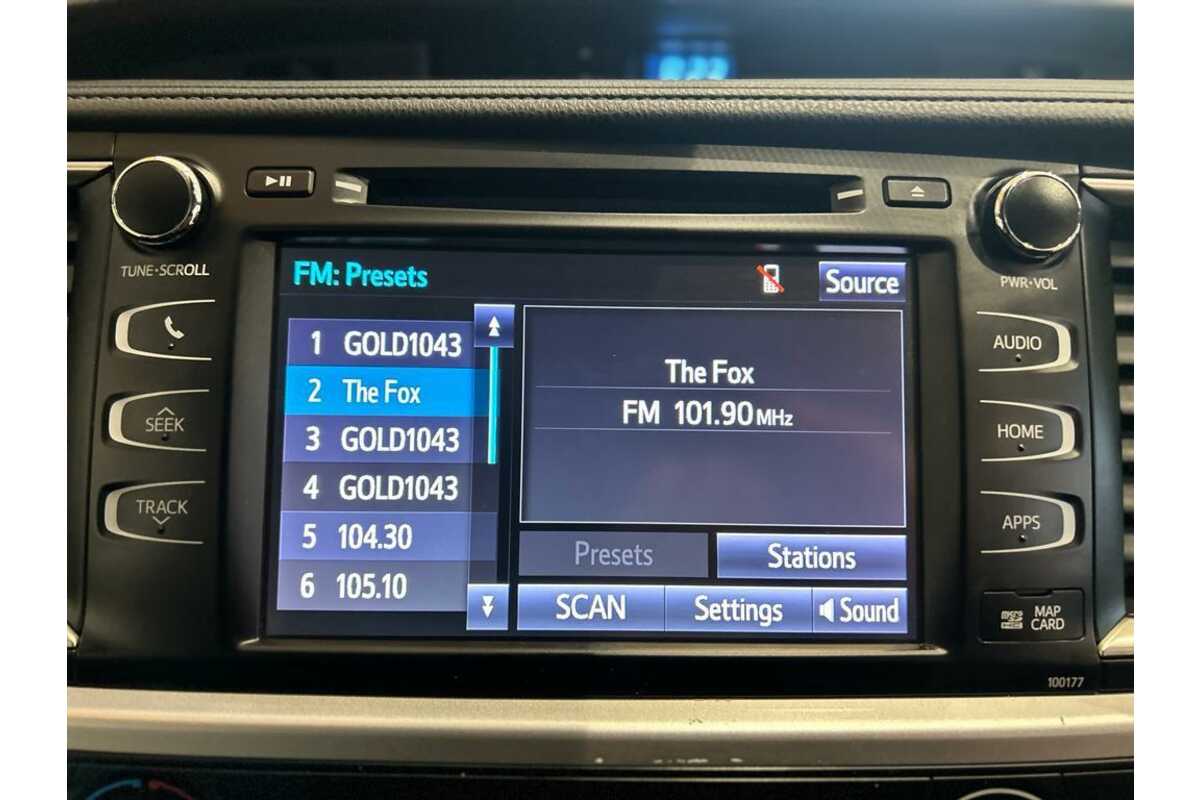 TUNE•SCROLL
SEEK
TRACK
FM: Presets
Source
1 GOLD1043
2 The Fox
3 GOLD1043
4 GOLD1043
5 104.30
6 105.10
The Fox
FM 101.90 MHz
Presets
Stations
SCAN
Settings
Sound
PWR•VOL
AUDIO
HOME
APPS
micro SD
MAP
CARD
100177